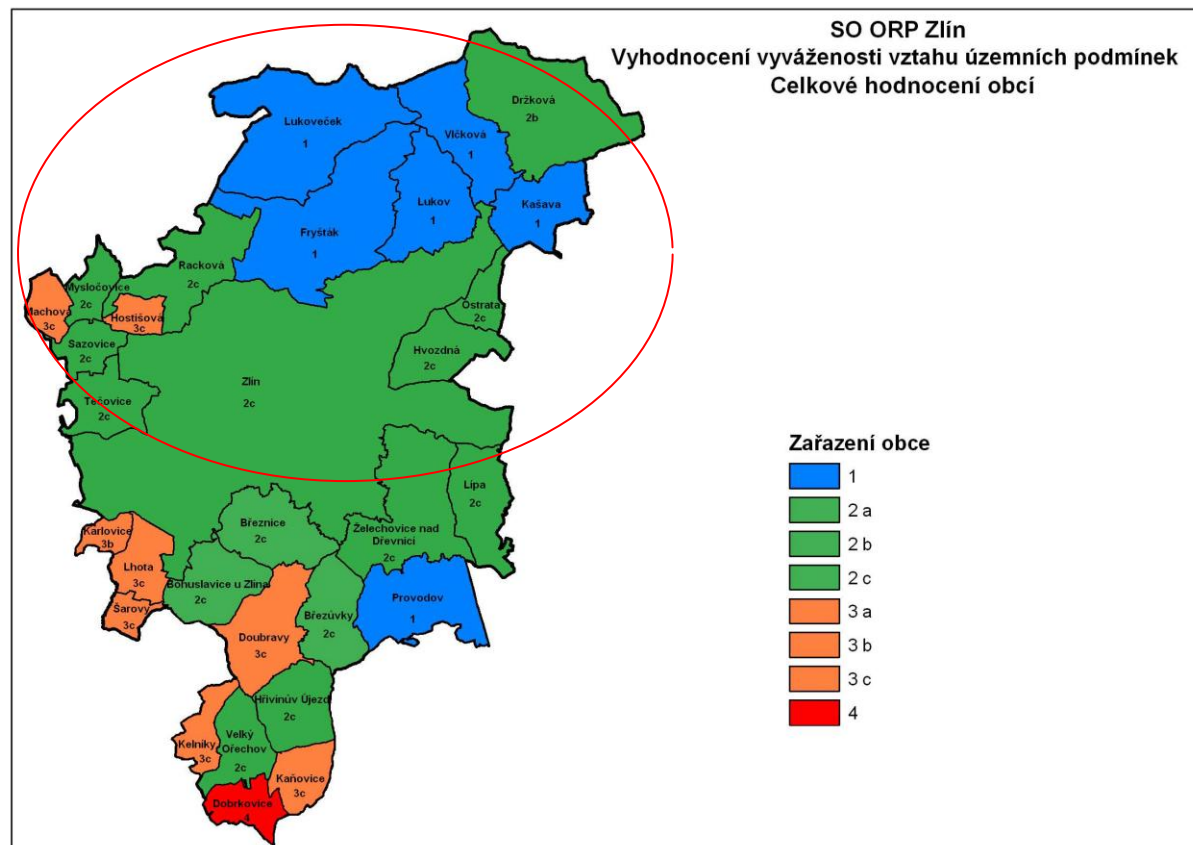 SO ORP Zlín
Vyhodnocení vyváženosti vztahu územních podmínek
Celkové hodnocení obcí
Držková
2b
Lukoveček
1
Vlčková
1
Lukov
1
Kašava
1
Fryšták
1
Racková
2c
Mysločovice
2c
Machová
3c
Hostišová
3c
Ostrata
2c
Sazovice
2c
Hvozdná
2c
Zlín
2c
Tečovice
2c
Lípa
2c
Březnice
2c
Želechovice nad
Dřevnicí
2c
Karlovice
3b
Lhota
3c
Bohuslavice u Zlína
2c
Šarovy
3c
Provodov
1
Březůvky
2c
Doubravy
3c
Hřivínův Újezd
2c
Velký
Ořechov
2c
Kelníky
3c
Kaňovice
3c
Dobrkovice
4
Zařazení obce
1
2 a
2 b
2 c
3 a
3 b
3 c
4